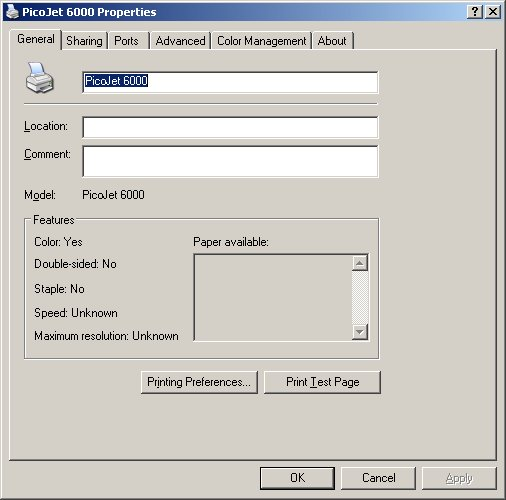 PicoJet 6000 Properties
General Sharing Ports Advanced Color Management About
PicoJet 6000
Location:
Comment:
Model: PicoJet 6000
Features
Color: Yes Paper available:
Double-sided: No
Staple: No
Speed: Unknown
Maximum resolution: Unknown
Printing Preferences... Print Test Page
OK Cancel Apply